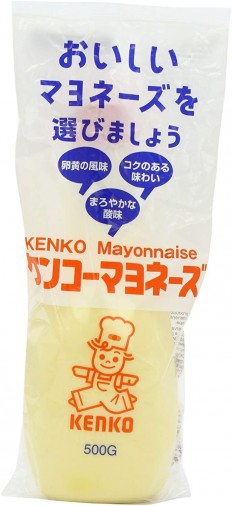 おいしい
マヨネーズを
選びましょう
卵黄の風味
コクのある
味わい
まろやかな
酸味
KENKO Mayonnaise
ケンコーマヨネーズ
KENKO
500G